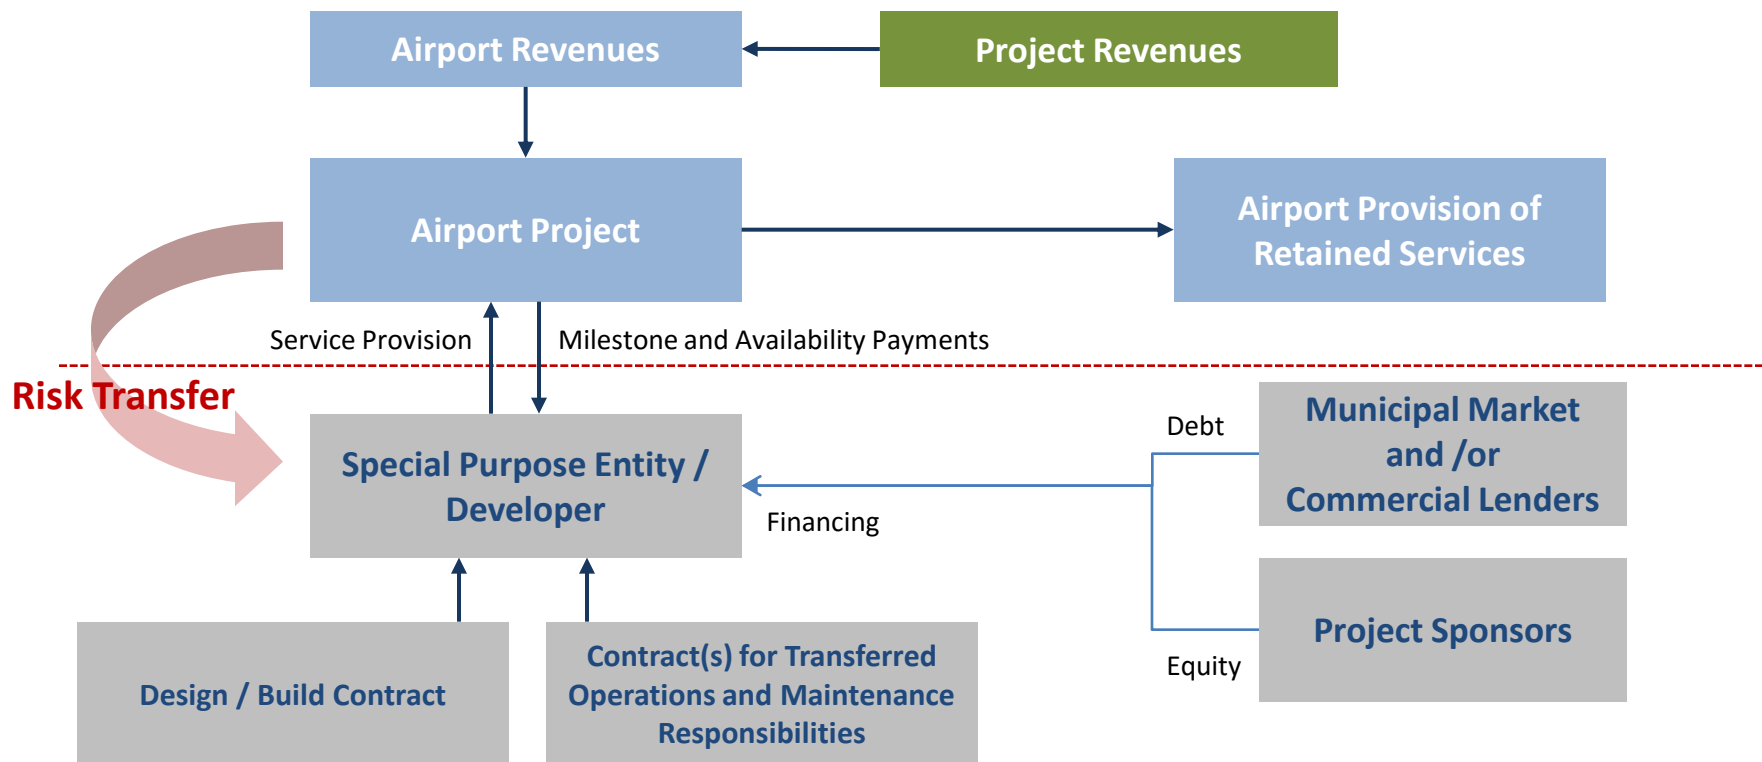 Airport Revenues
Project Revenues
Airport Project
Airport Provision of
Retained Services
Service Provision
Milestone and Availability Payments
Risk Transfer
Special Purpose Entity /
Developer
Debt
Municipal Market
and /or
Commercial Lenders
Financing
Project Sponsors
Equity
Design / Build Contract
Contract(s) for Transferred
Operations and Maintenance
Responsibilities